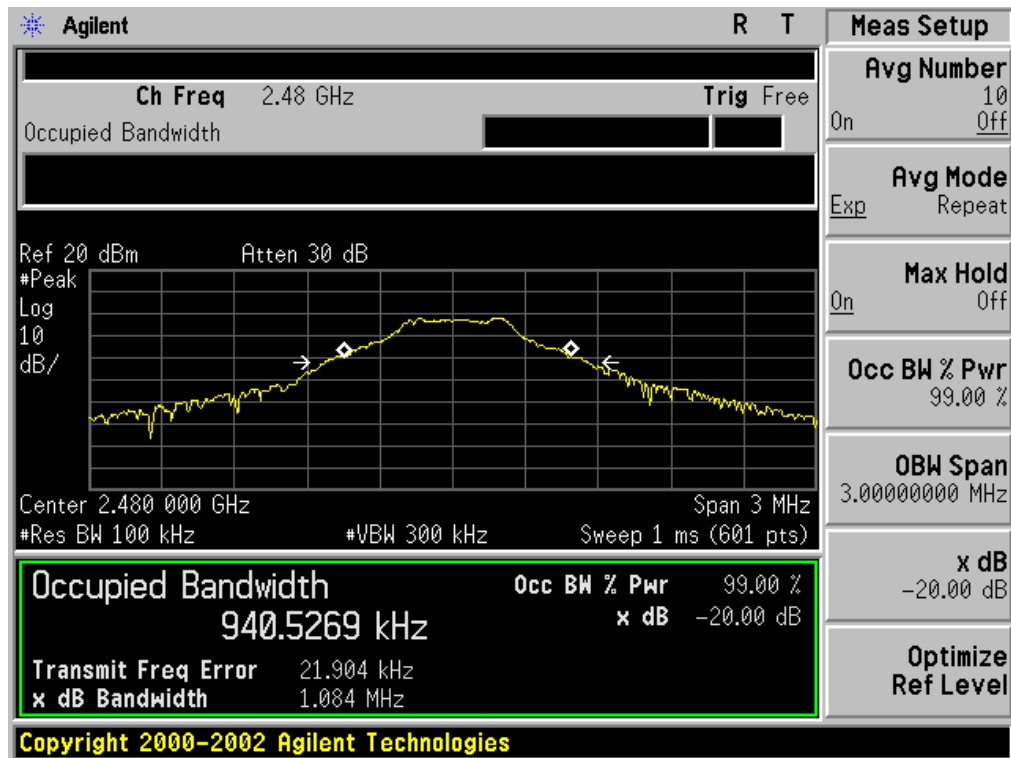 Agilent R T
Ch Freq 2.48 GHz Trig Free
Occupied Bandwidth
Ref 20 dBm Atten 30 dB
#Peak
Log
10
dB/
Center 2.480 000 GHz Span 3 MHz
#Res BW 100 kHz #VBW 300 kHz Sweep 1 ms (601 pts)
Occupied Bandwidth
940.5269 kHz
Occ BW % Pwr 99.00 %
x dB -20.00 dB
Transmit Freq Error 21.904 kHz
x dB Bandwidth 1.084 MHz
Copyright 2000-2002 Agilent Technologies
Meas Setup
Avg Number
10
On Off
Avg Mode
Exp Repeat
Max Hold
On Off
Occ BW % Pwr
99.00 %
OBW Span
3.00000000 MHz
x dB
-20.00 dB
Optimize
Ref Level